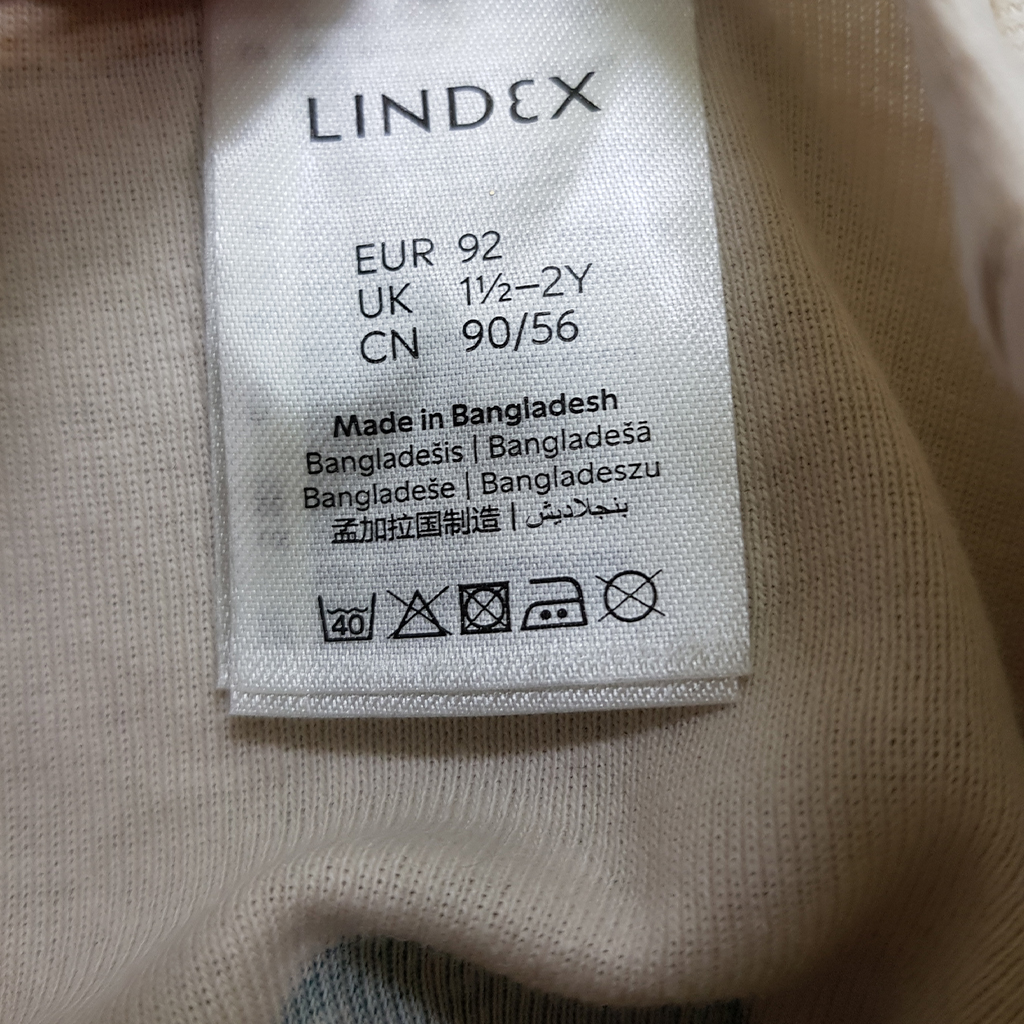 LINDEX
EUR 92
UK 1½–2Y
CN 90/56
Made in Bangladesh
Bangladešis | Bangladešā
Bangladeše | Bangladeszu
孟加拉国制造 | بنجلاديش
40